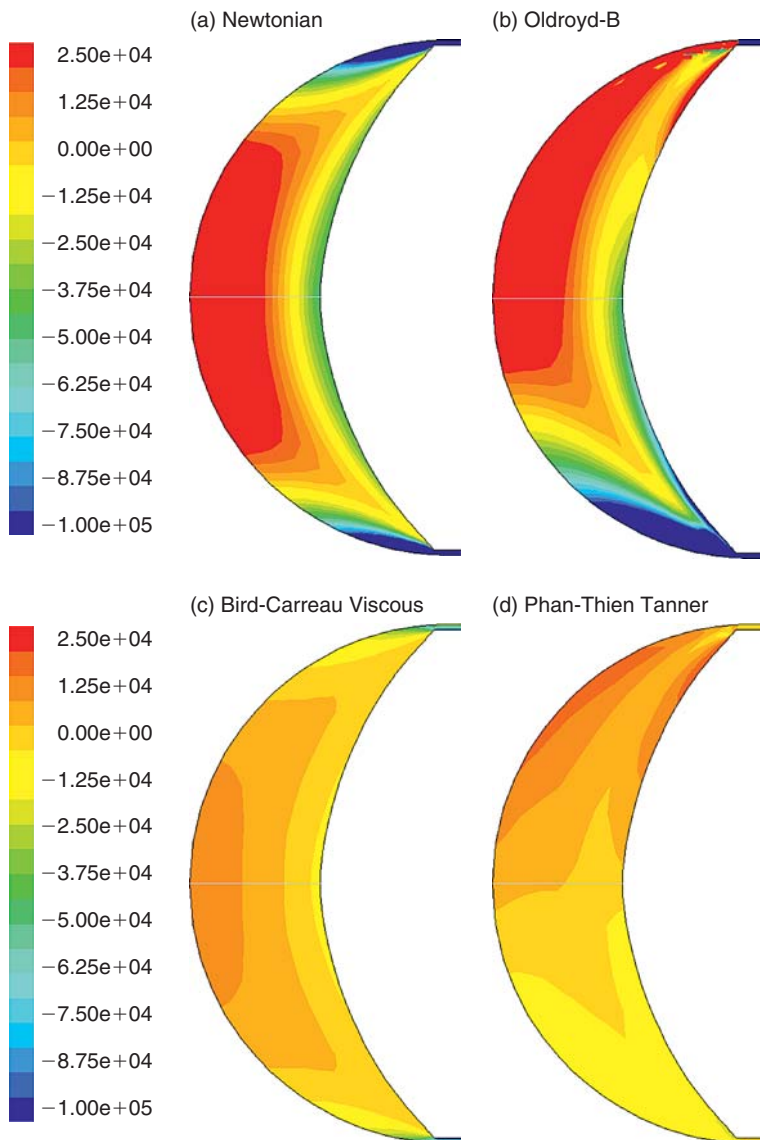 (a) Newtonian
(b) Oldroyd-B
2.50e+04
1.25e+04
0.00e+00
−1.25e+04
−2.50e+04
−3.75e+04
−5.00e+04
−6.25e+04
−7.50e+04
−8.75e+04
−1.00e+05
(c) Bird-Carreau Viscous
(d) Phan-Thien Tanner
2.50e+04
1.25e+04
0.00e+00
−1.25e+04
−2.50e+04
−3.75e+04
−5.00e+04
−6.25e+04
−7.50e+04
−8.75e+04
−1.00e+05